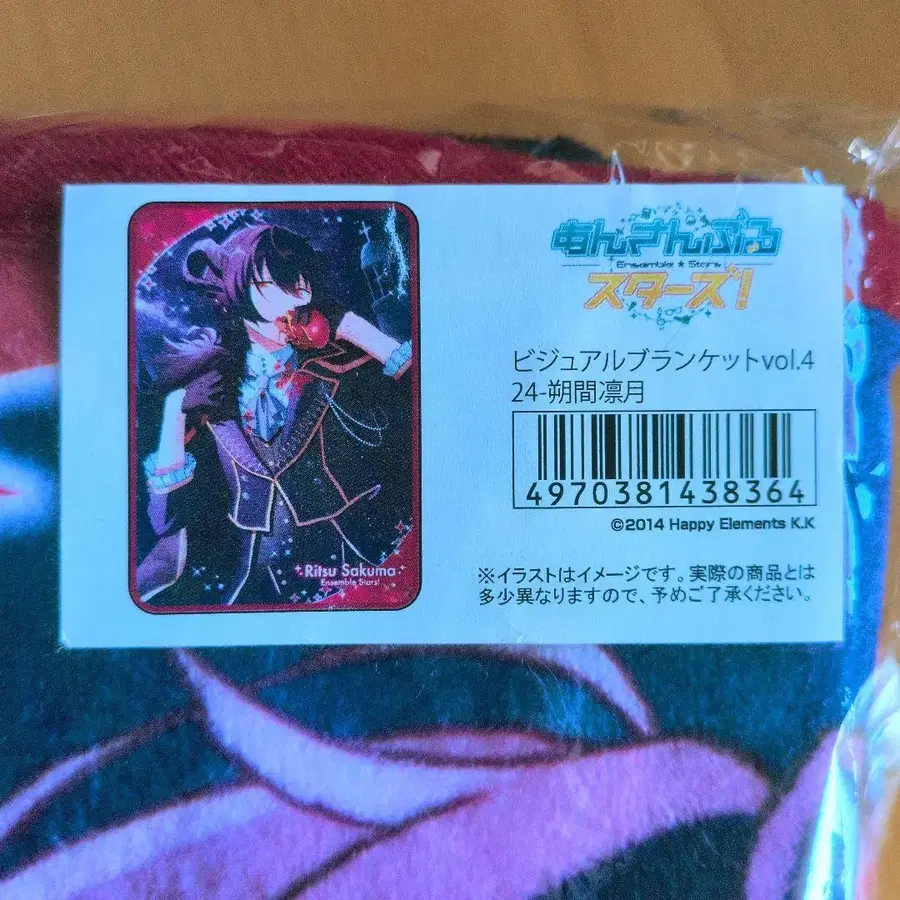 Ritsu Sakuma
Ensemble Stars!
あんさんぶる
Ensemble ★ Stars
スターズ!
ビジュアルブランケットvol.4
24-朔間凛月
4970381438364
©2014 Happy Elements K.K
※イラストはイメージです。実際の商品とは
多少異なりますので、予めご了承ください。